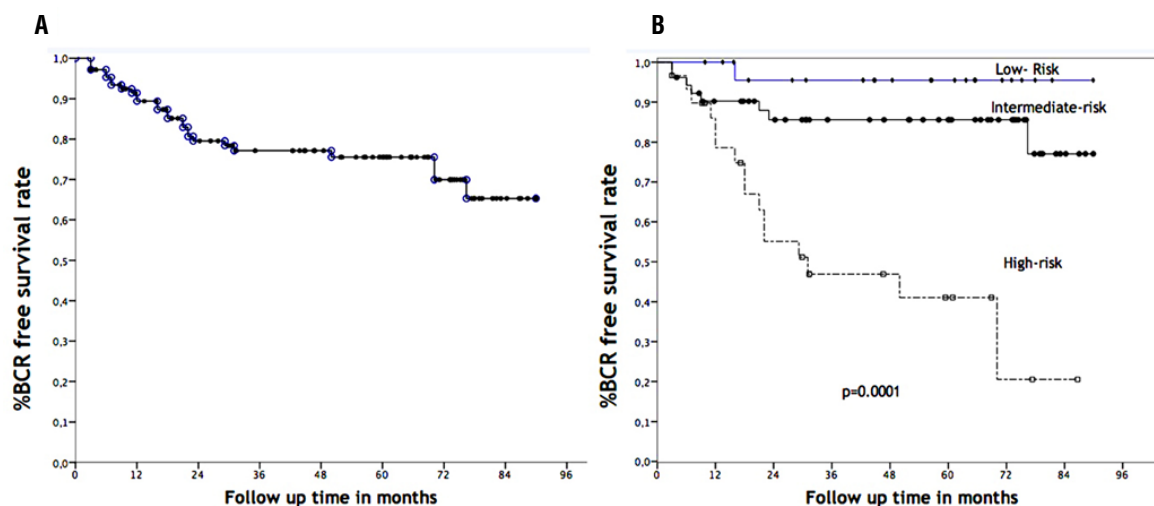 A
%BCR free survival rate
1,0
0,9
0,8
0,7
0,6
0,5
0,4
0,3
0,2
0,1
0,0
0 12 24 36 48 60 72 84 96
Follow up time in months
B
%BCR free survival rate
1,0
0,9
0,8
0,7
0,6
0,5
0,4
0,3
0,2
0,1
0,0
Low- Risk
Intermediate-risk
High-risk
p=0.0001
0 12 24 36 48 60 72 84 96
Follow up time in months